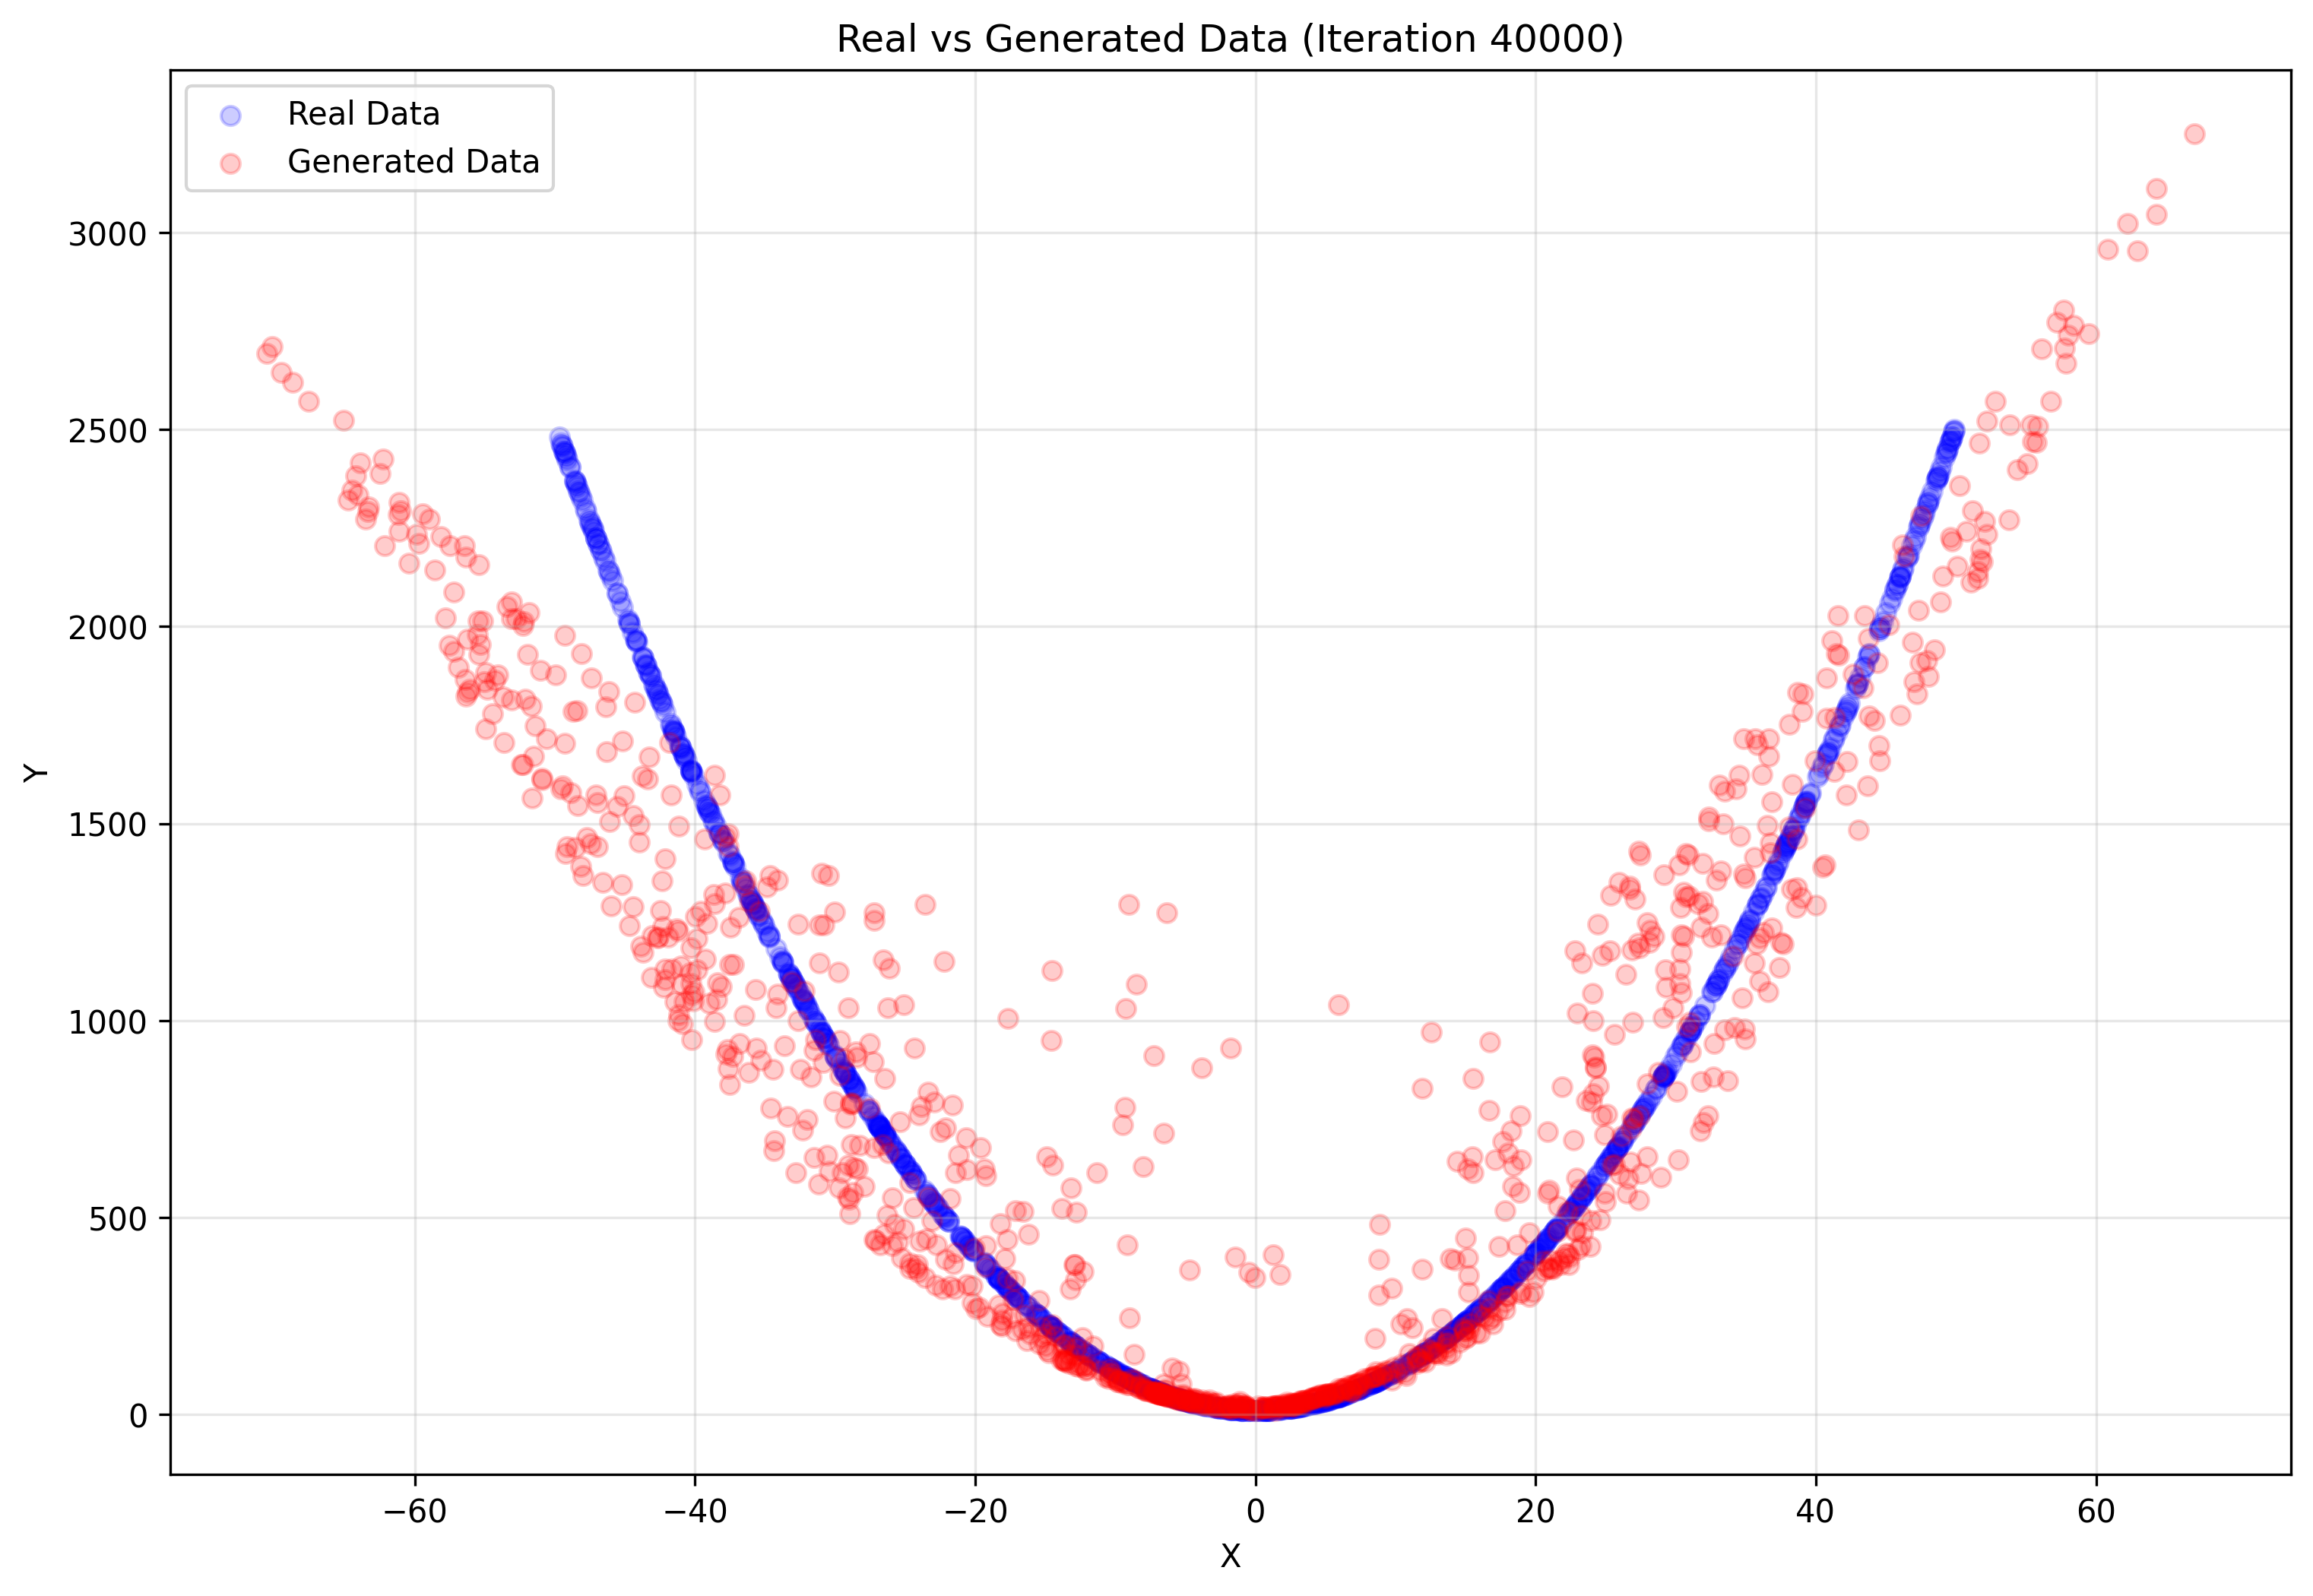 Real vs Generated Data (Iteration 40000)
Real Data
Generated Data
3000
2500
2000
1500
1000
500
0
Y
−60 −40 −20 0 20 40 60
X